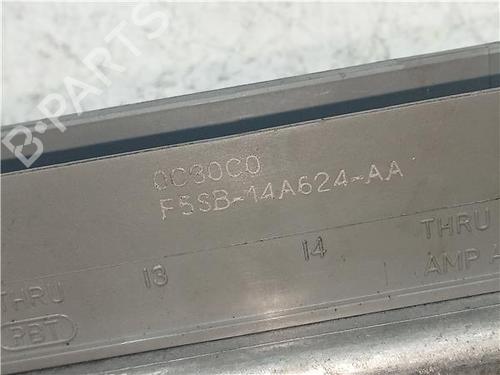 B-PARTS
0C30C0
F5SB-14A624-AA
THRU 13 14 THRU
PBT AMP A